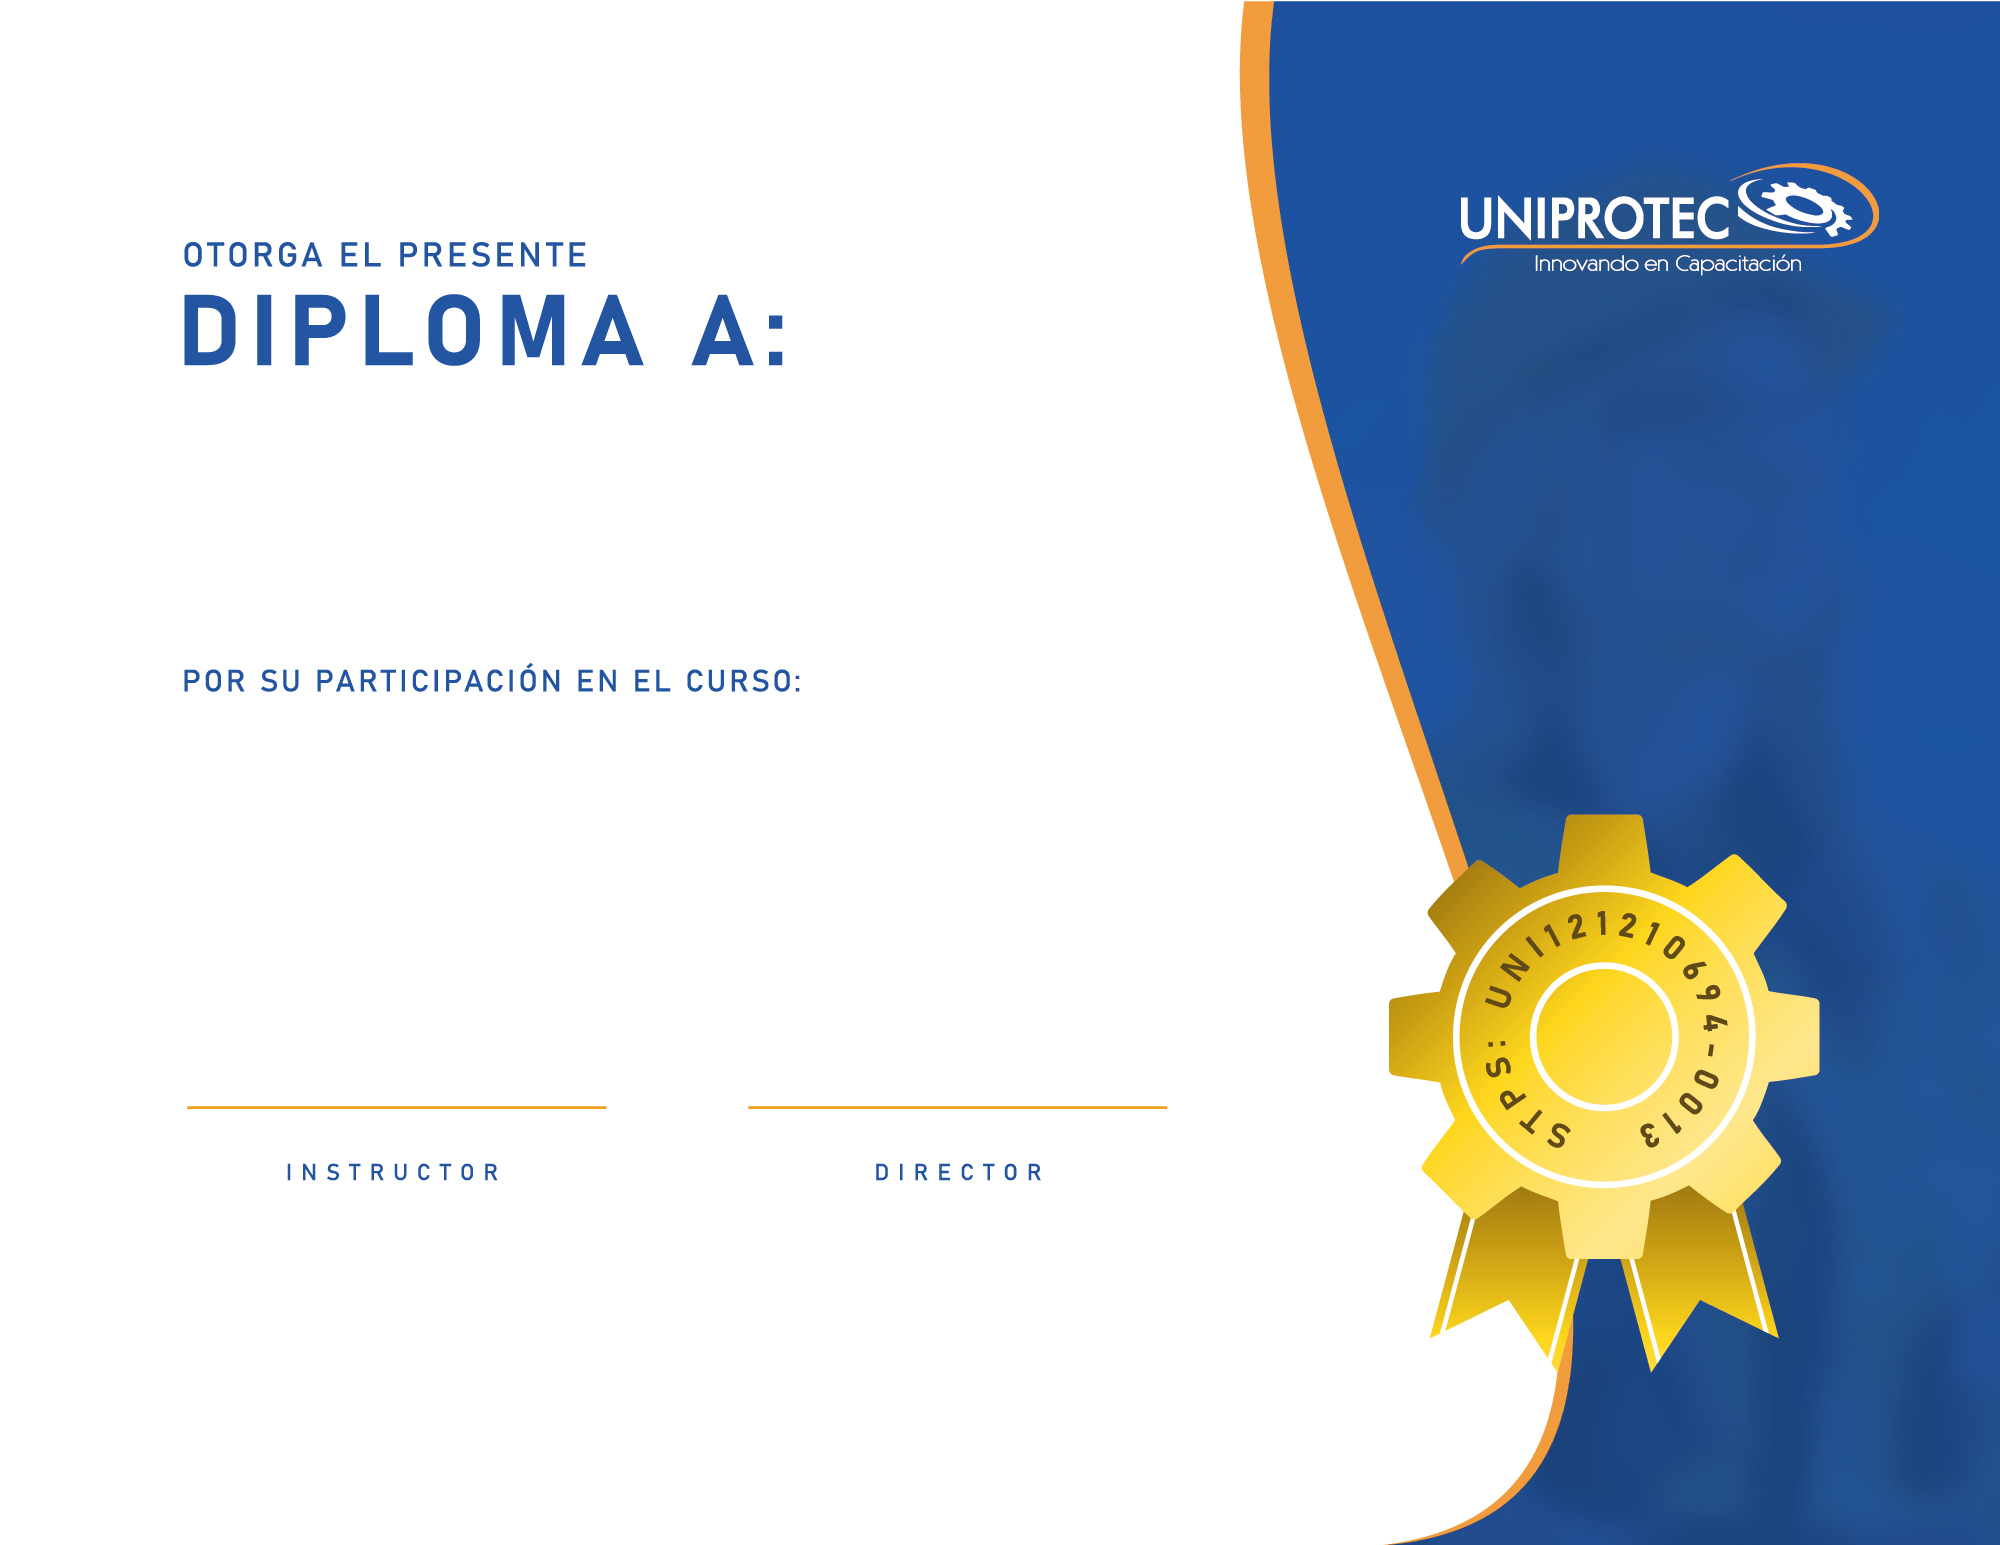 UNIPROTEC
Innovando en Capacitación
OTORGA EL PRESENTE
DIPLOMA A:
POR SU PARTICIPACIÓN EN EL CURSO:
STPS: UNI121210694-0013
INSTRUCTOR
DIRECTOR